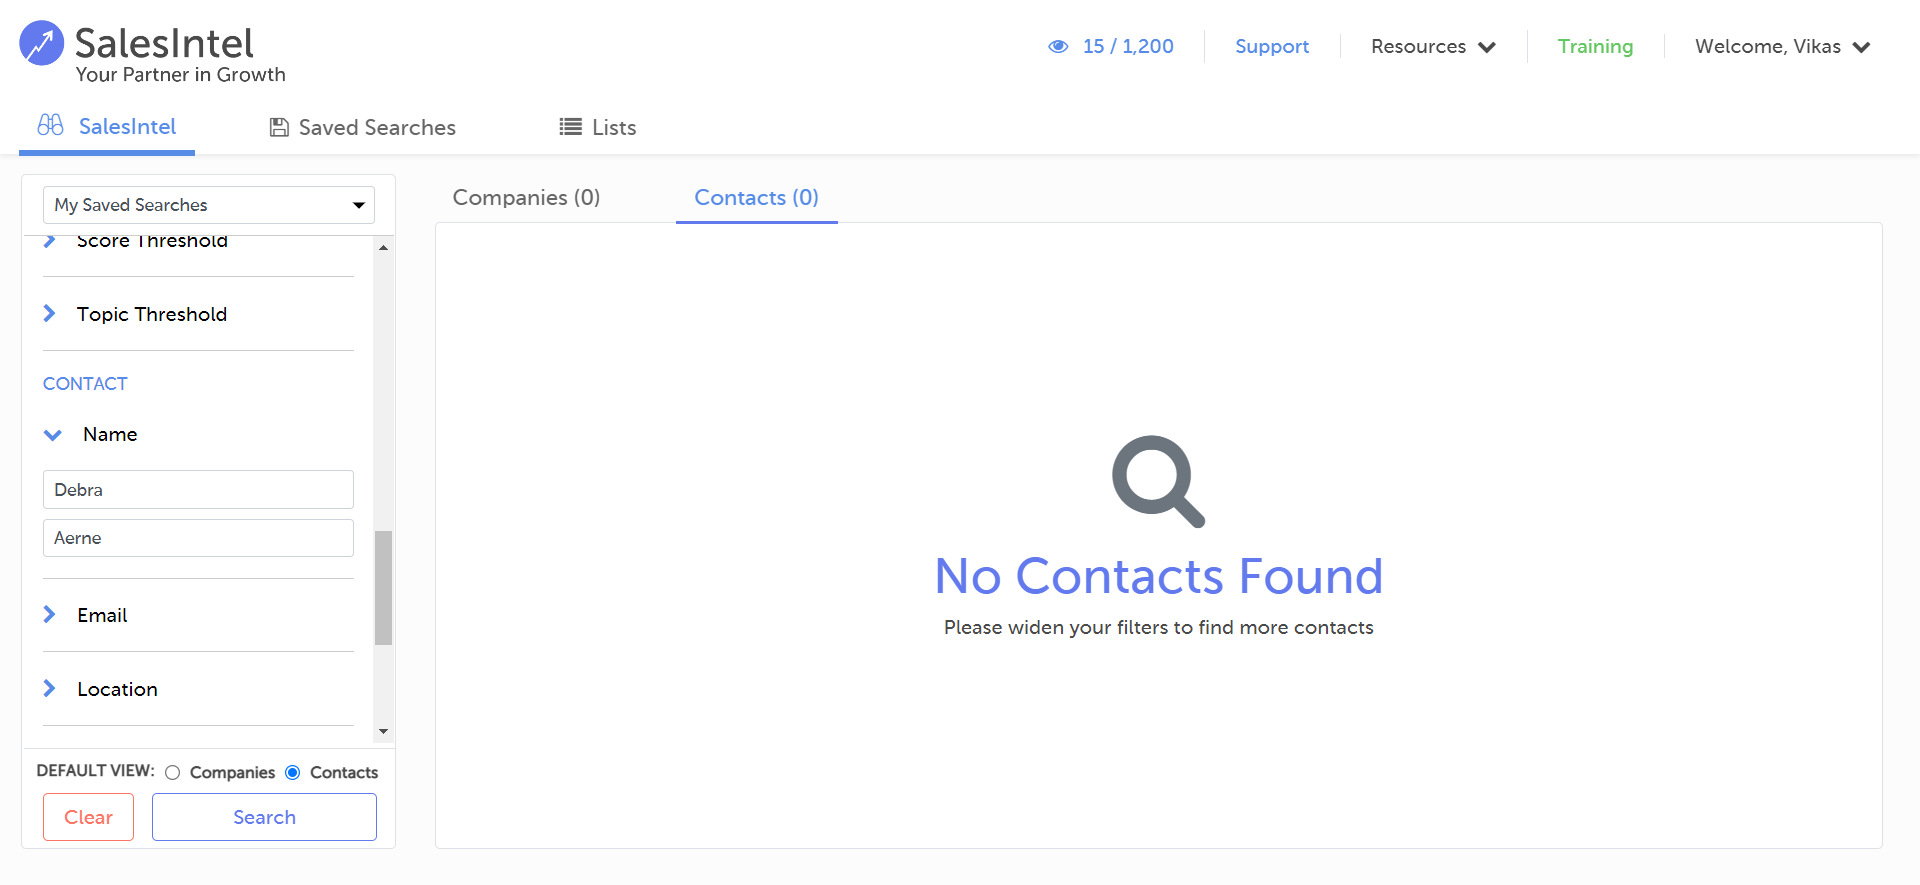 SalesIntel
Your Partner in Growth
15 / 1,200
Support
Resources
Training
Welcome, Vikas
SalesIntel
Saved Searches
Lists
My Saved Searches
Score Threshold
Topic Threshold
CONTACT
Name
Debra
Aerne
Email
Location
DEFAULT VIEW: Companies Contacts
Clear
Search
Companies (0)
Contacts (0)
No Contacts Found
Please widen your filters to find more contacts